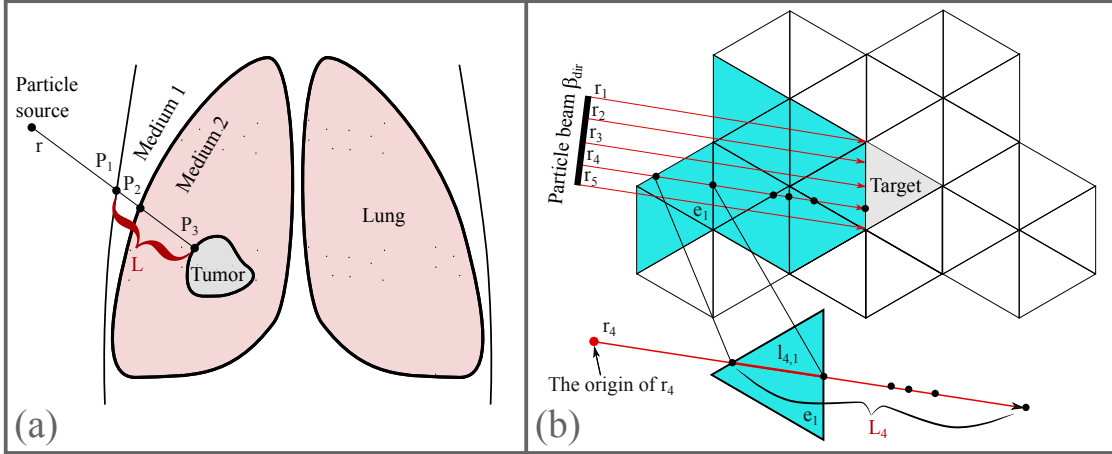 Particle
source
r
Medium 1
Medium 2
P1
P2
P3
L
Tumor
Lung
(a)
Particle beam βdir
r1
r2
r3
r4
r5
e1
Target
r4
l4,1
The origin of r4
e1
L4
(b)